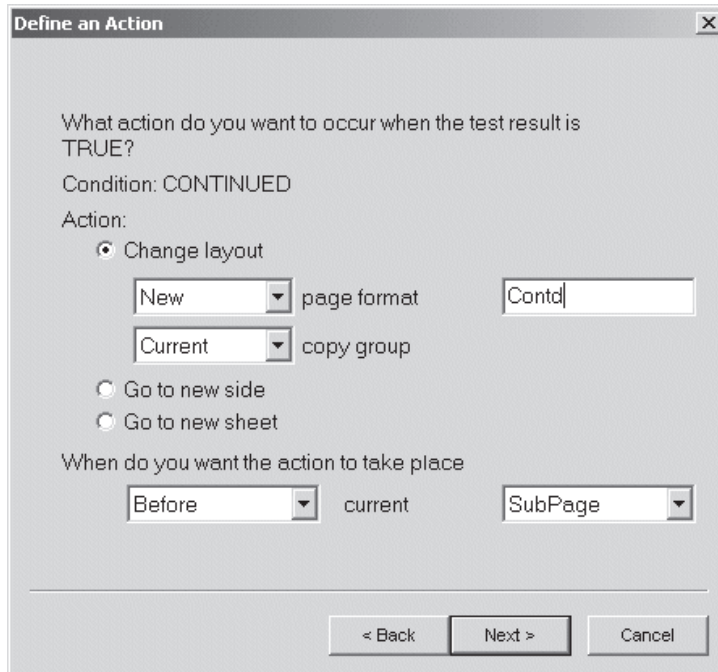 Define an Action
What action do you want to occur when the test result is
TRUE?
Condition: CONTINUED
Action:
Change layout
New page format Contd
Current copy group
Go to new side
Go to new sheet
When do you want the action to take place
Before current SubPage
< Back Next > Cancel